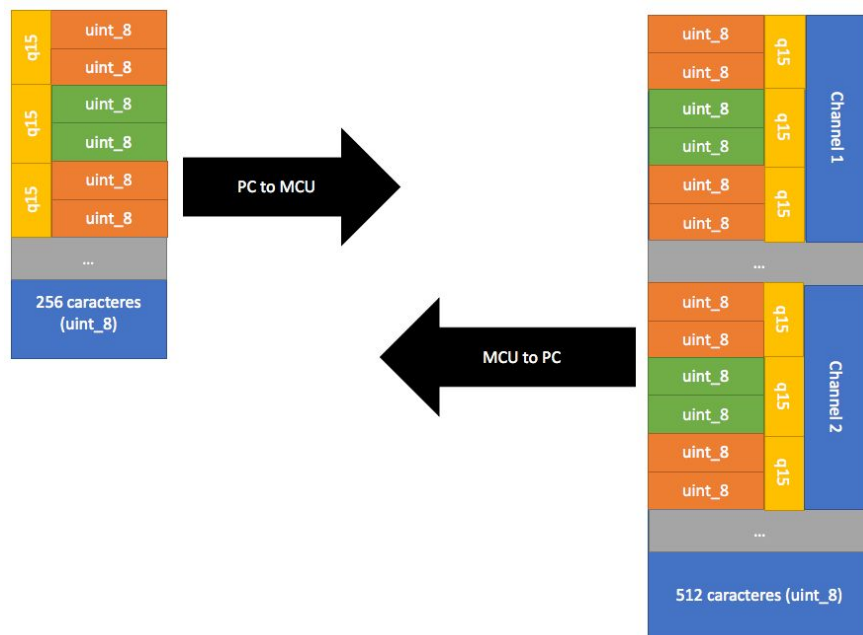 q15
uint_8
uint_8
q15
uint_8
uint_8
q15
uint_8
uint_8
...
256 caracteres
(uint_8)
PC to MCU
MCU to PC
uint_8
uint_8
q15
uint_8
uint_8
q15
uint_8
uint_8
q15
Channel 1
...
uint_8
uint_8
q15
uint_8
uint_8
q15
uint_8
uint_8
q15
Channel 2
...
512 caracteres (uint_8)